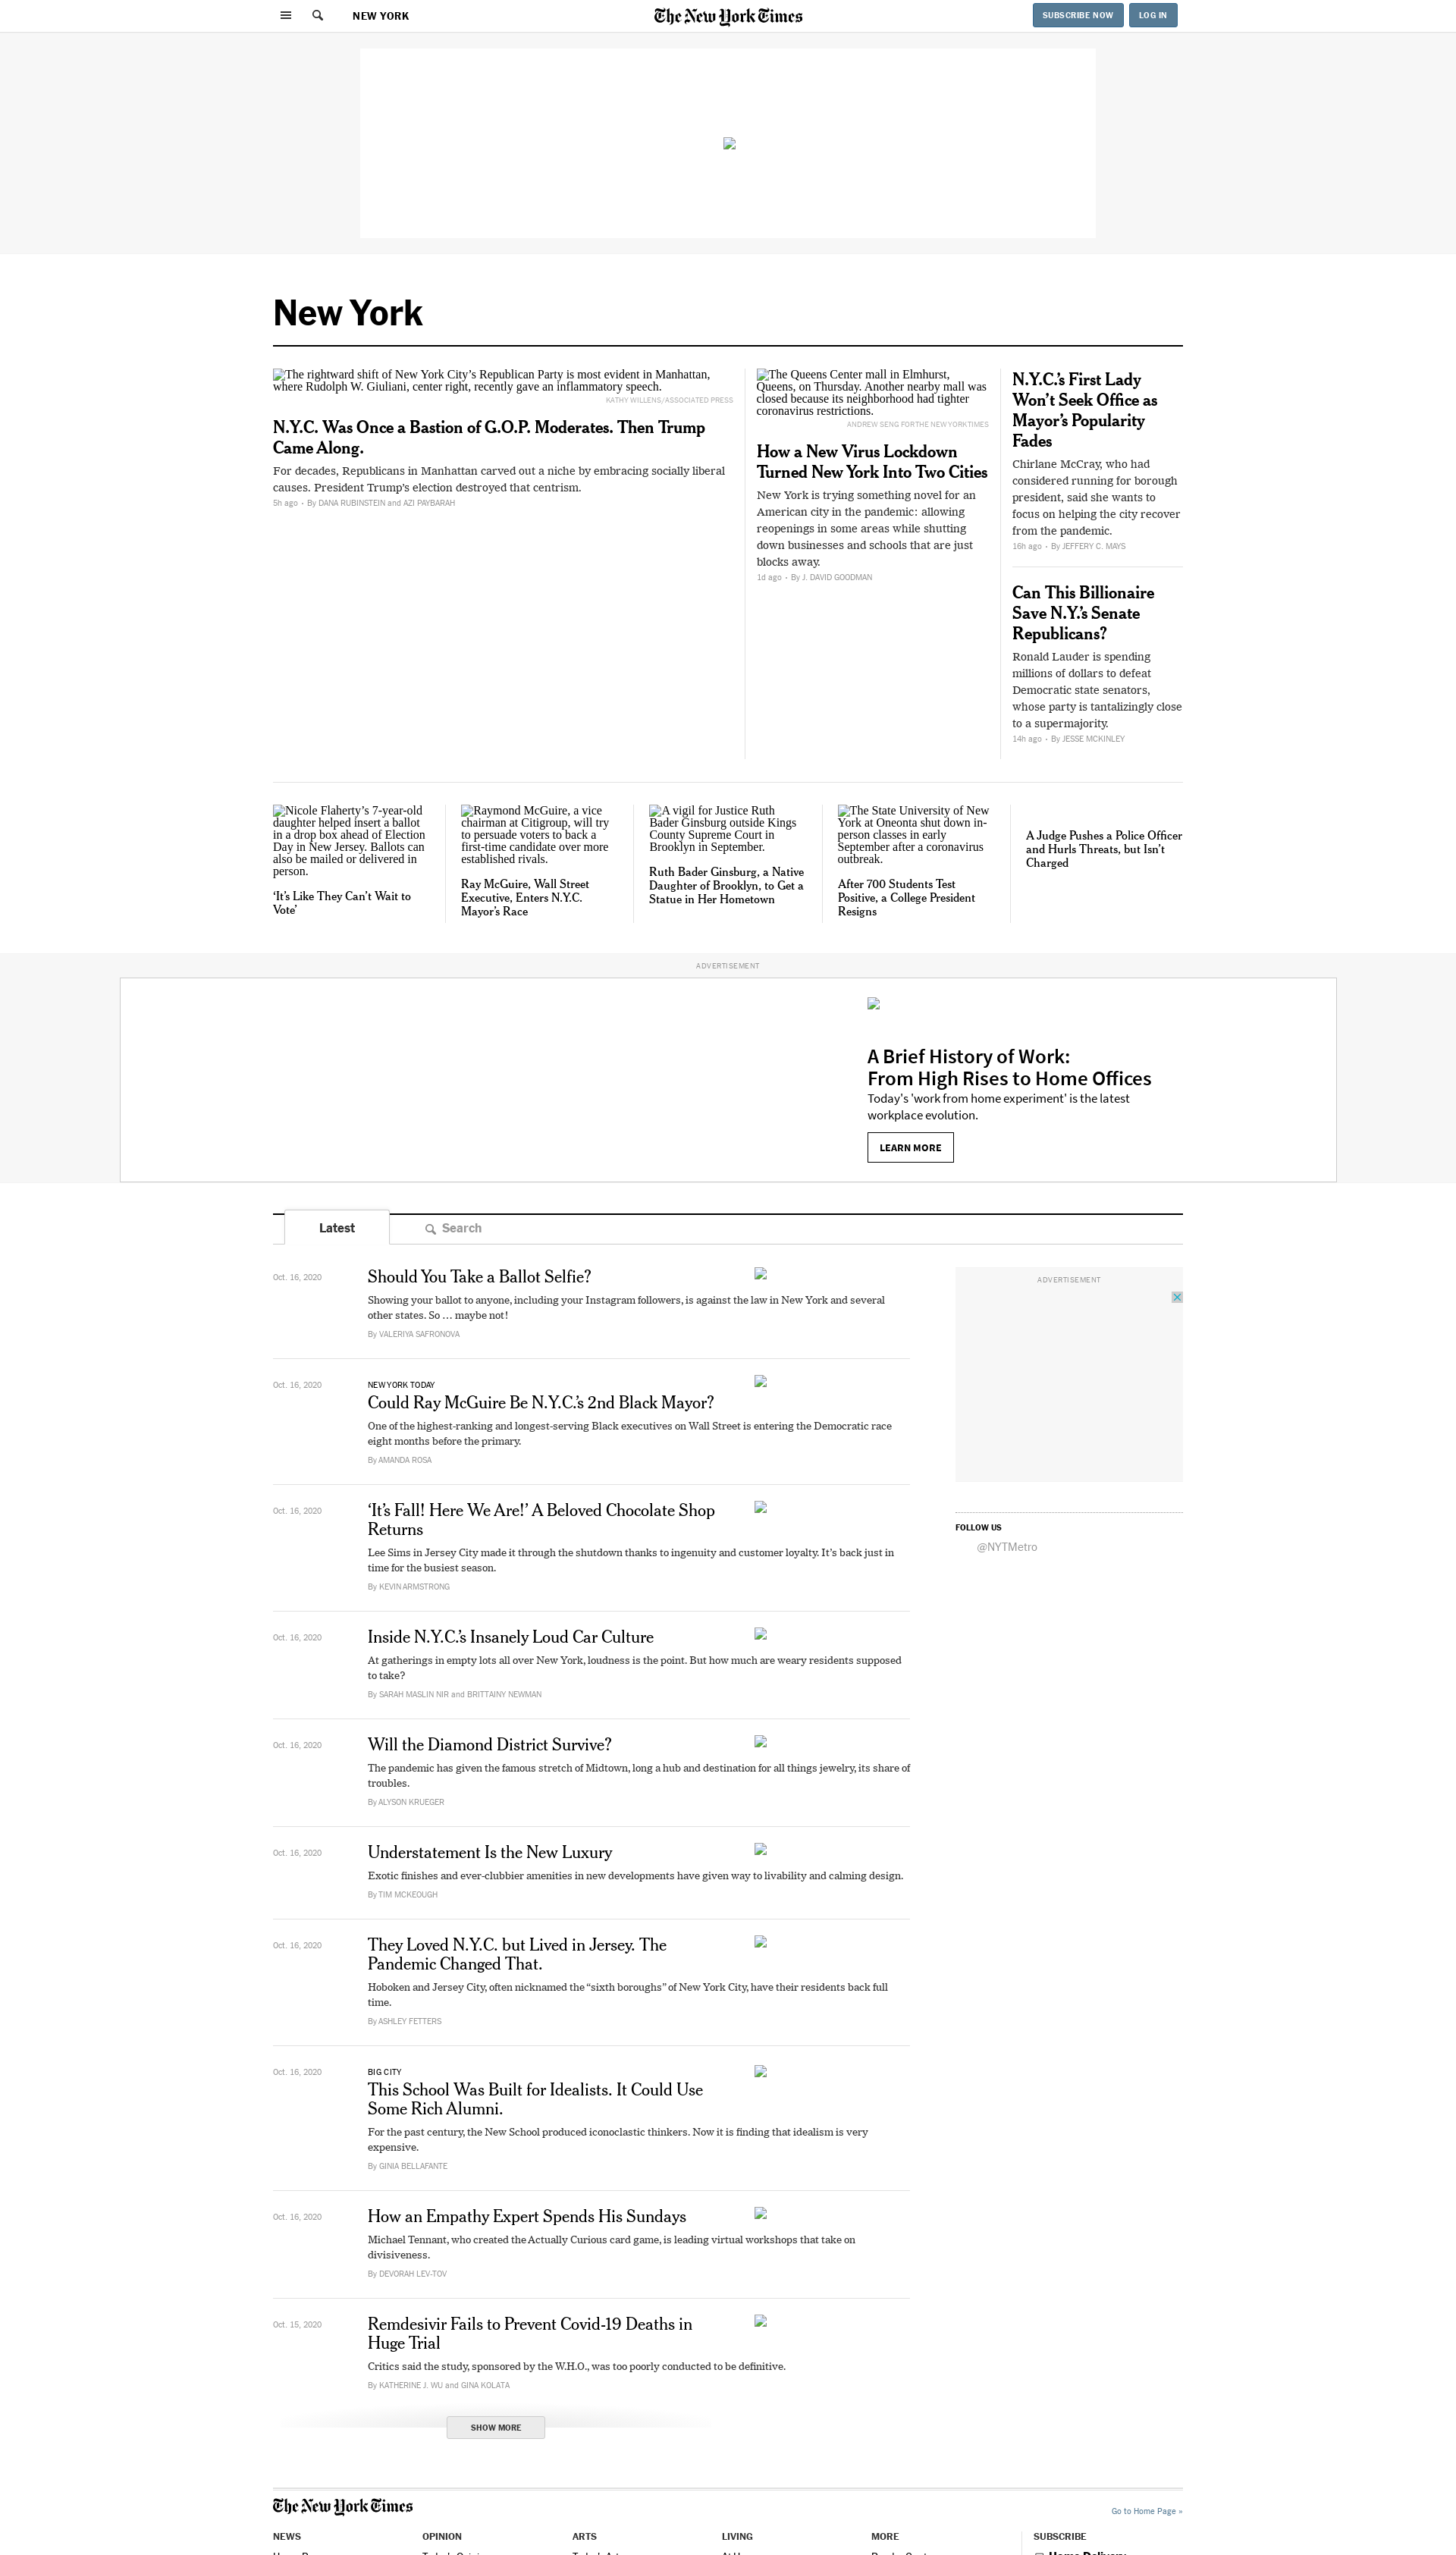 NEW YORK
The New York Times
SUBSCRIBE NOW
LOG IN
New York
The rightward shift of New York City’s Republican Party is most evident in Manhattan,
where Rudolph W. Giuliani, center right, recently gave an inflammatory speech.
KATHY WILLENS/ASSOCIATED PRESS
N.Y.C. Was Once a Bastion of G.O.P. Moderates. Then Trump
Came Along.
For decades, Republicans in Manhattan carved out a niche by embracing socially liberal
causes. President Trump’s election destroyed that centrism.
5h ago • By DANA RUBINSTEIN and AZI PAYBARAH
The Queens Center mall in Elmhurst,
Queens, on Thursday. Another nearby mall was
closed because its neighborhood had tighter
coronavirus restrictions.
ANDREW SENG FOR THE NEW YORK TIMES
How a New Virus Lockdown
Turned New York Into Two Cities
New York is trying something novel for an
American city in the pandemic: allowing
reopenings in some areas while shutting
down businesses and schools that are just
blocks away.
1d ago • By J. DAVID GOODMAN
N.Y.C.’s First Lady
Won’t Seek Office as
Mayor’s Popularity
Fades
Chirlane McCray, who had
considered running for borough
president, said she wants to
focus on helping the city recover
from the pandemic.
16h ago • By JEFFERY C. MAYS
Can This Billionaire
Save N.Y.’s Senate
Republicans?
Ronald Lauder is spending
millions of dollars to defeat
Democratic state senators,
whose party is tantalizingly close
to a supermajority.
14h ago • By JESSE MCKINLEY
Nicole Flaherty’s 7-year-old
daughter helped insert a ballot
in a drop box ahead of Election
Day in New Jersey. Ballots can
also be mailed or delivered in
person.
‘It’s Like They Can’t Wait to
Vote’
Raymond McGuire, a vice
chairman at Citigroup, will try
to persuade voters to back a
first-time candidate over more
established rivals.
Ray McGuire, Wall Street
Executive, Enters N.Y.C.
Mayor’s Race
A vigil for Justice Ruth
Bader Ginsburg outside Kings
County Supreme Court in
Brooklyn in September.
Ruth Bader Ginsburg, a Native
Daughter of Brooklyn, to Get a
Statue in Her Hometown
The State University of New
York at Oneonta shut down in-
person classes in early
September after a coronavirus
outbreak.
After 700 Students Test
Positive, a College President
Resigns
A Judge Pushes a Police Officer
and Hurls Threats, but Isn’t
Charged
ADVERTISEMENT
A Brief History of Work:
From High Rises to Home Offices
Today's 'work from home experiment' is the latest
workplace evolution.
LEARN MORE
Latest
Search
Oct. 16, 2020
Should You Take a Ballot Selfie?
Showing your ballot to anyone, including your Instagram followers, is against the law in New York and several
other states. So … maybe not!
By VALERIYA SAFRONOVA
ADVERTISEMENT
Oct. 16, 2020
NEW YORK TODAY
Could Ray McGuire Be N.Y.C.’s 2nd Black Mayor?
One of the highest-ranking and longest-serving Black executives on Wall Street is entering the Democratic race
eight months before the primary.
By AMANDA ROSA
Oct. 16, 2020
‘It’s Fall! Here We Are!’ A Beloved Chocolate Shop
Returns
Lee Sims in Jersey City made it through the shutdown thanks to ingenuity and customer loyalty. It’s back just in
time for the busiest season.
By KEVIN ARMSTRONG
FOLLOW US
@NYTMetro
Oct. 16, 2020
Inside N.Y.C.’s Insanely Loud Car Culture
At gatherings in empty lots all over New York, loudness is the point. But how much are weary residents supposed
to take?
By SARAH MASLIN NIR and BRITTAINY NEWMAN
Oct. 16, 2020
Will the Diamond District Survive?
The pandemic has given the famous stretch of Midtown, long a hub and destination for all things jewelry, its share of
troubles.
By ALYSON KRUEGER
Oct. 16, 2020
Understatement Is the New Luxury
Exotic finishes and ever-clubbier amenities in new developments have given way to livability and calming design.
By TIM MCKEOUGH
Oct. 16, 2020
They Loved N.Y.C. but Lived in Jersey. The
Pandemic Changed That.
Hoboken and Jersey City, often nicknamed the “sixth boroughs” of New York City, have their residents back full
time.
By ASHLEY FETTERS
Oct. 16, 2020
BIG CITY
This School Was Built for Idealists. It Could Use
Some Rich Alumni.
For the past century, the New School produced iconoclastic thinkers. Now it is finding that idealism is very
expensive.
By GINIA BELLAFANTE
Oct. 16, 2020
How an Empathy Expert Spends His Sundays
Michael Tennant, who created the Actually Curious card game, is leading virtual workshops that take on
divisiveness.
By DEVORAH LEV-TOV
Oct. 15, 2020
Remdesivir Fails to Prevent Covid-19 Deaths in
Huge Trial
Critics said the study, sponsored by the W.H.O., was too poorly conducted to be definitive.
By KATHERINE J. WU and GINA KOLATA
SHOW MORE
The New York Times
Go to Home Page »
NEWS
OPINION
ARTS
LIVING
MORE
SUBSCRIBE